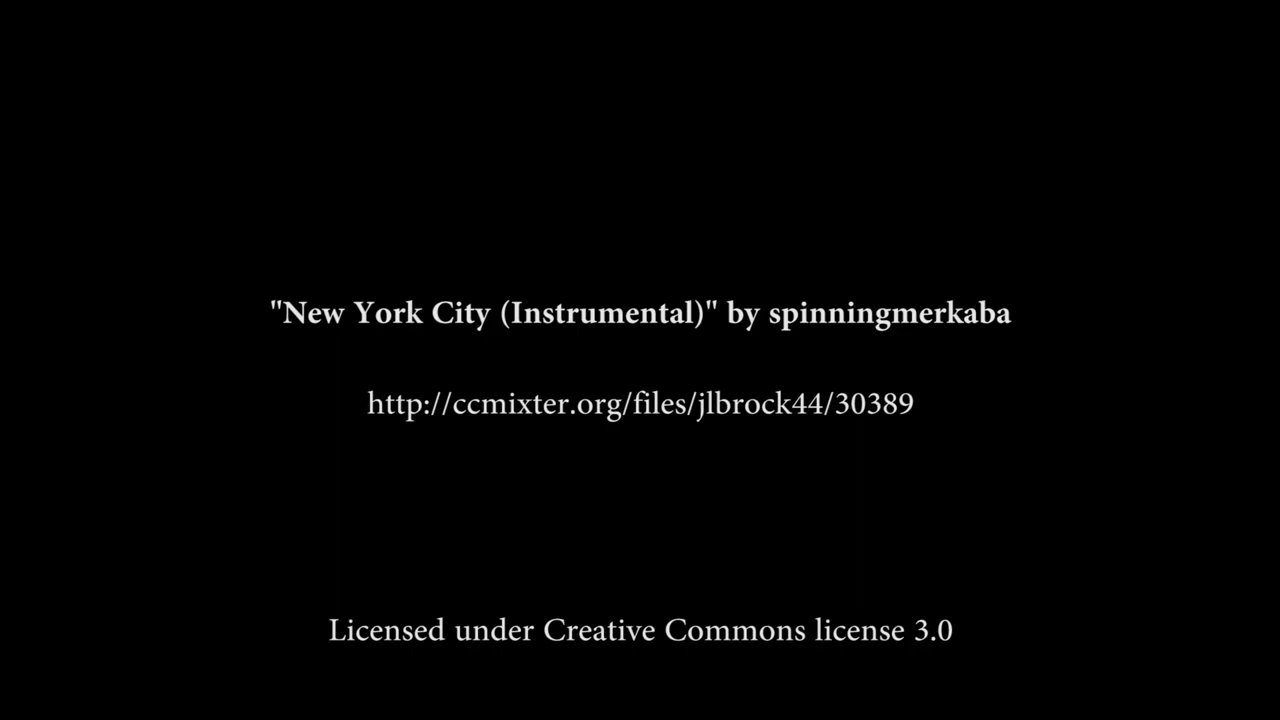 "New York City (Instrumental)" by spinningmerkaba
http://ccmixter.org/files/jlbrock44/30389
Licensed under Creative Commons license 3.0